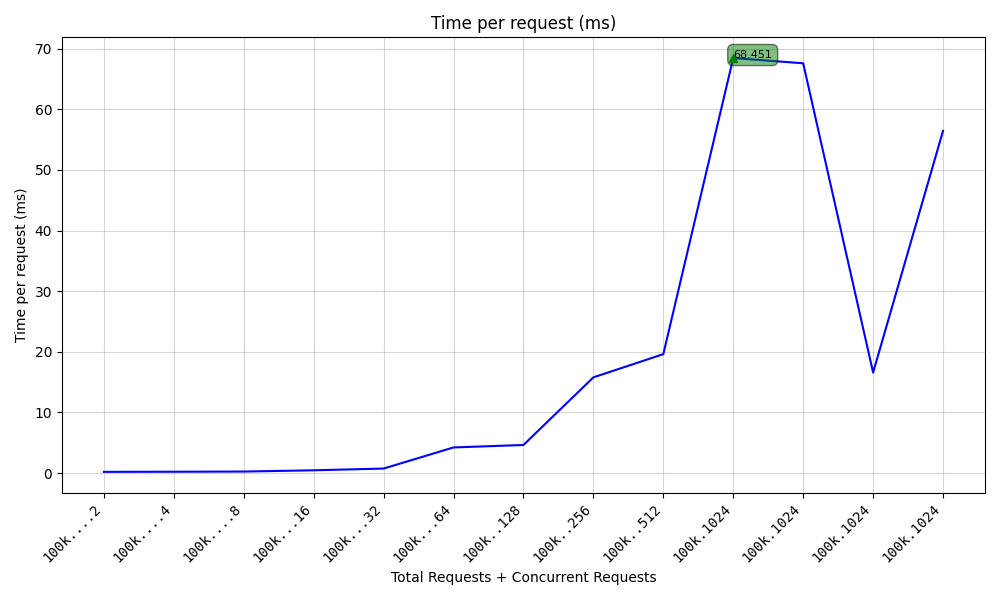 Time per request (ms)
68.451
Time per request (ms)
70
60
50
40
30
20
10
0
100k....2
100k....4
100k....8
100k...16
100k...32
100k...64
100k..128
100k..256
100k..512
100k.1024
100k.1024
100k.1024
100k.1024
Total Requests + Concurrent Requests